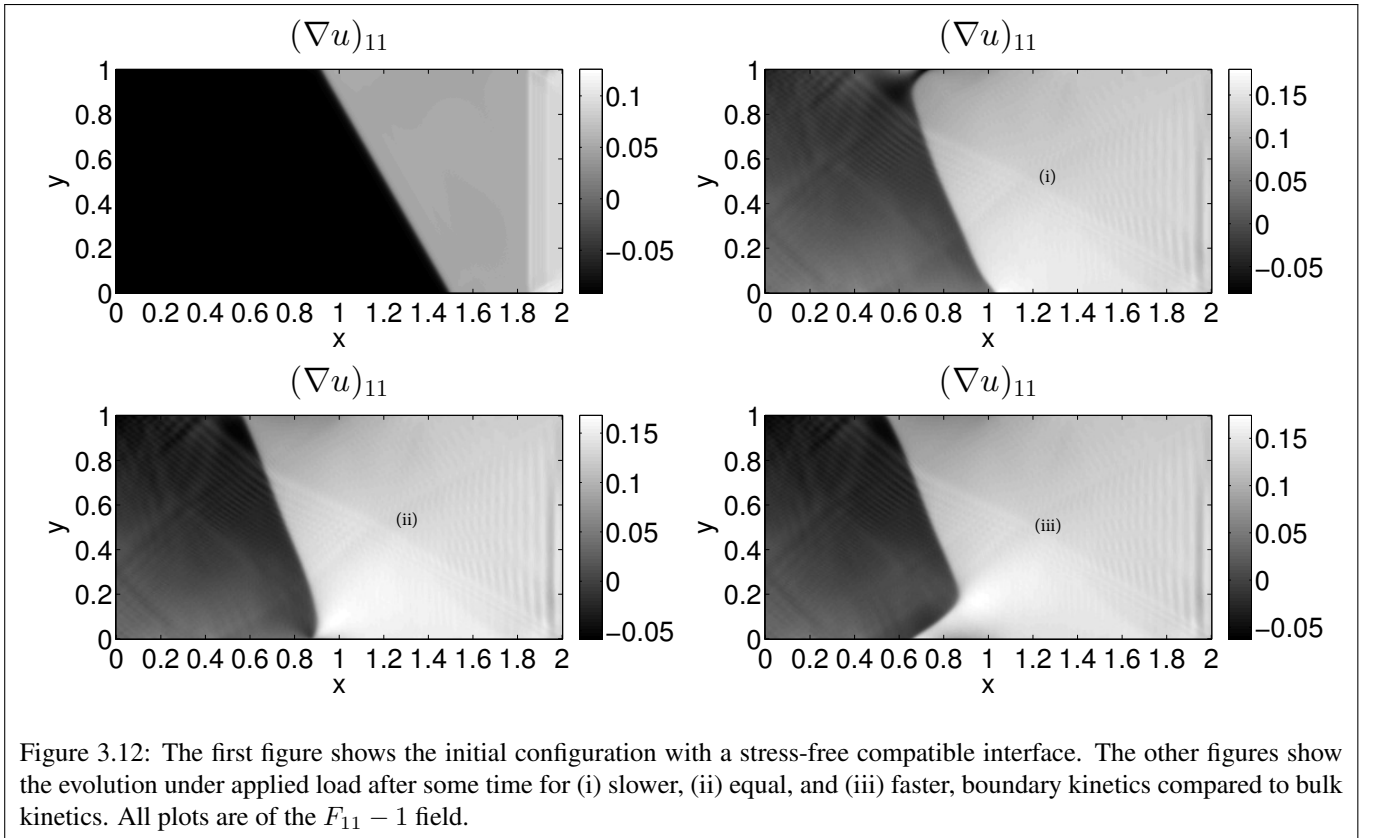 (∇u)₁₁
1
0.8
0.6
0.4
0.2
0
y
0 0.2 0.4 0.6 0.8 1 1.2 1.4 1.6 1.8 2
x
0.1
0.05
0
−0.05
(∇u)₁₁
1
0.8
0.6
0.4
0.2
0
y
(i)
0 0.2 0.4 0.6 0.8 1 1.2 1.4 1.6 1.8 2
x
0.15
0.1
0.05
0
−0.05
(∇u)₁₁
1
0.8
0.6
0.4
0.2
0
y
(ii)
0 0.2 0.4 0.6 0.8 1 1.2 1.4 1.6 1.8 2
x
0.15
0.1
0.05
0
−0.05
(∇u)₁₁
1
0.8
0.6
0.4
0.2
0
y
(iii)
0 0.2 0.4 0.6 0.8 1 1.2 1.4 1.6 1.8 2
x
0.15
0.1
0.05
0
−0.05
Figure 3.12: The first figure shows the initial configuration with a stress-free compatible interface. The other figures show
the evolution under applied load after some time for (i) slower, (ii) equal, and (iii) faster, boundary kinetics compared to bulk
kinetics. All plots are of the F₁₁ − 1 field.